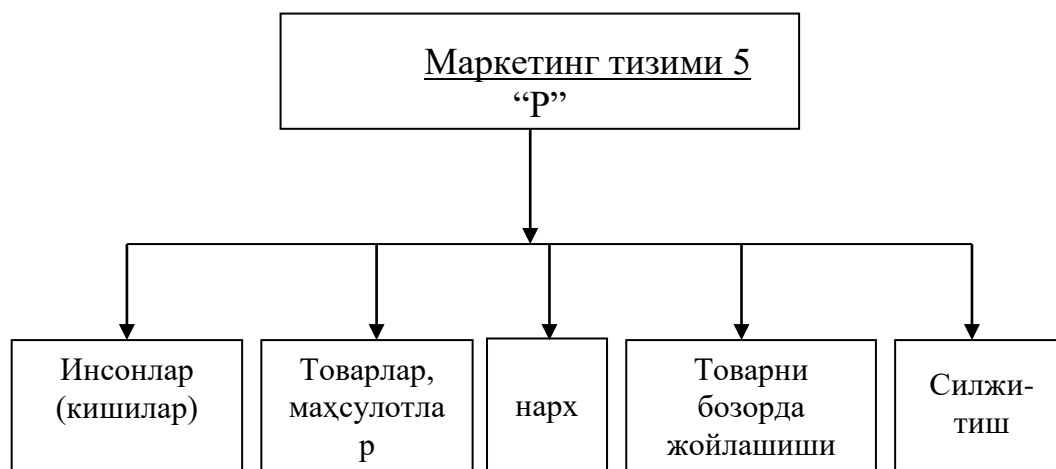 Маркетинг тизими 5
“Р”
Инсонлар
(кишилар)
Товарлар,
маҳсулотла
р
нарх
Товарни
бозорда
жойлашиши
Силжи-
тиш